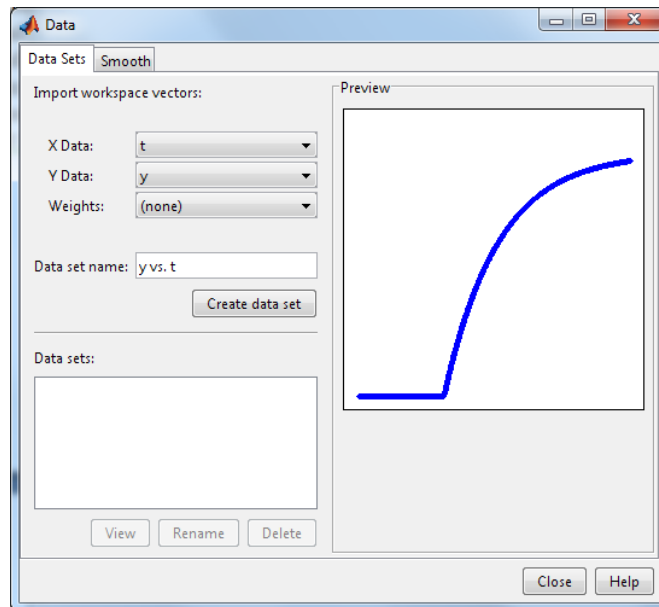 Data
Data Sets
Smooth
Import workspace vectors:
X Data:
t
Y Data:
y
Weights:
(none)
Data set name:
y vs. t
Create data set
Data sets:
View
Rename
Delete
Preview
Close
Help